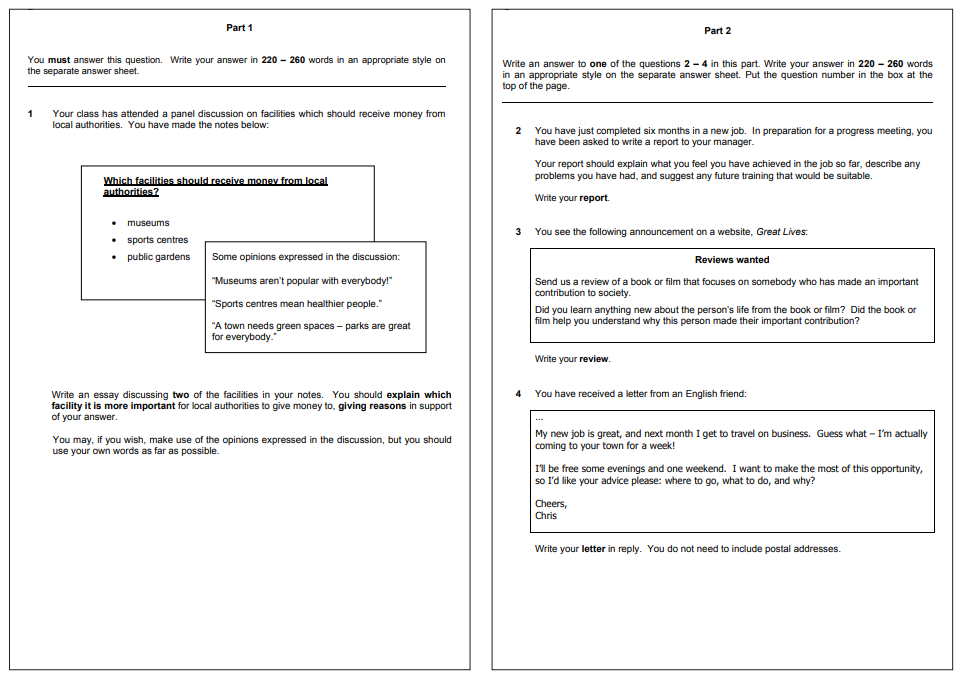 Part 1
You must answer this question. Write your answer in 220 – 260 words in an appropriate style on
the separate answer sheet.
1 Your class has attended a panel discussion on facilities which should receive money from
local authorities. You have made the notes below:
Which facilities should receive money from local
authorities?
• museums
• sports centres
• public gardens
Some opinions expressed in the discussion:
"Museums aren't popular with everybody!"
"Sports centres mean healthier people."
"A town needs green spaces – parks are great
for everybody."
Write an essay discussing two of the facilities in your notes. You should explain which
facility it is more important for local authorities to give money to, giving reasons in support
of your answer.
You may, if you wish, make use of the opinions expressed in the discussion, but you should
use your own words as far as possible.
Part 2
Write an answer to one of the questions 2 – 4 in this part. Write your answer in 220 – 260 words
in an appropriate style on the separate answer sheet. Put the question number in the box at the
top of the page.
2 You have just completed six months in a new job. In preparation for a progress meeting, you
have been asked to write a report to your manager.
Your report should explain what you feel you have achieved in the job so far, describe any
problems you have had, and suggest any future training that would be suitable.
Write your report.
3 You see the following announcement on a website, Great Lives:
Reviews wanted
Send us a review of a book or film that focuses on somebody who has made an important
contribution to society.
Did you learn anything new about the person's life from the book or film? Did the book or
film help you understand why this person made their important contribution?
Write your review.
4 You have received a letter from an English friend:
...
My new job is great, and next month I get to travel on business. Guess what – I'm actually
coming to your town for a week!
I'll be free some evenings and one weekend. I want to make the most of this opportunity,
so I'd like your advice please: where to go, what to do, and why?
Cheers,
Chris
Write your letter in reply. You do not need to include postal addresses.